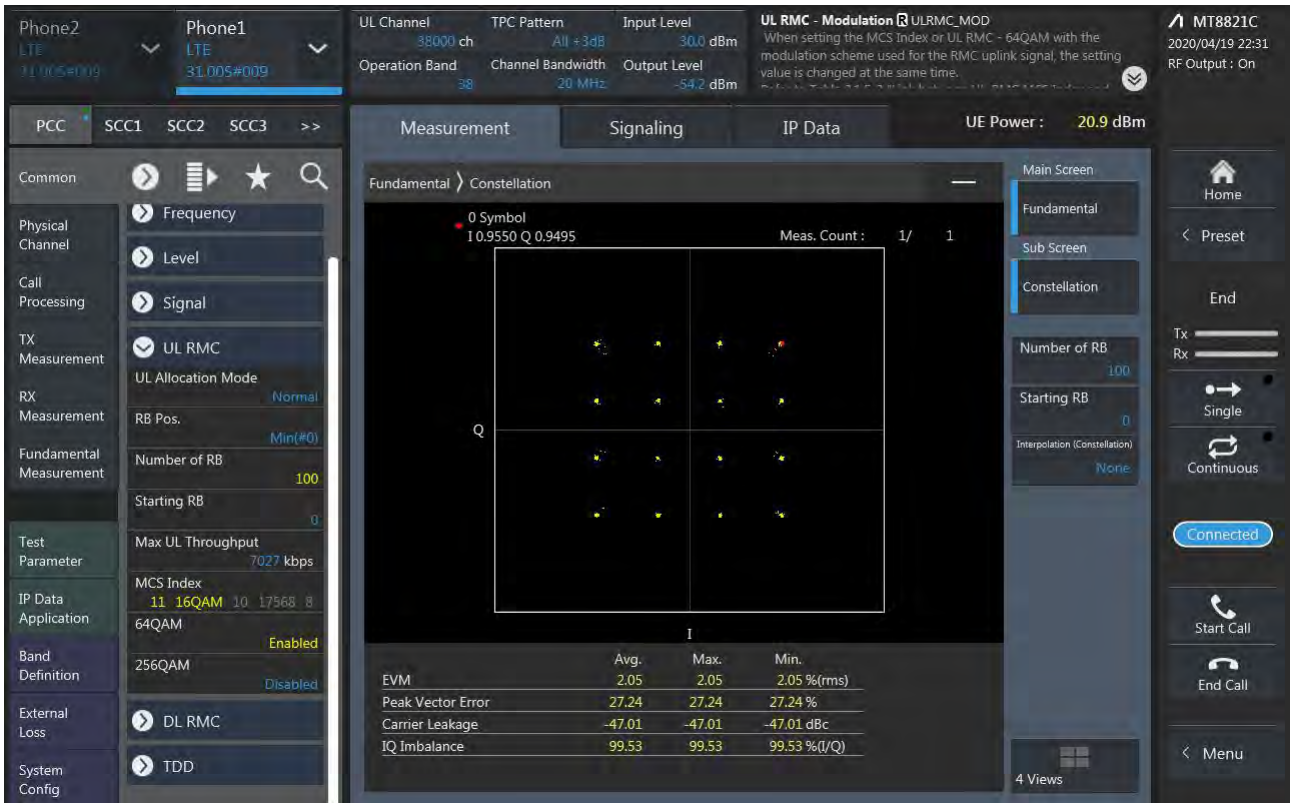 Phone2
LTE
31.005#009
Phone1
LTE
31.005#009
UL Channel
38000 ch
Operation Band
38
TPC Pattern
All +3dB
Channel Bandwidth
20 MHz
Input Level
30.0 dBm
Output Level
-54.2 dBm
UL RMC - Modulation R ULRMC_MOD
When setting the MCS Index or UL RMC - 64QAM with the
modulation scheme used for the RMC uplink signal, the setting
value is changed at the same time.
MT8821C
2020/04/19 22:31
RF Output : On
PCC SCC1 SCC2 SCC3 >>
Measurement Signaling IP Data
UE Power : 20.9 dBm
Common
Physical
Channel
Call
Processing
TX
Measurement
RX
Measurement
Fundamental
Measurement
Test
Parameter
IP Data
Application
Band
Definition
External
Loss
System
Config
Frequency
Level
Signal
UL RMC
UL Allocation Mode
Normal
RB Pos.
Min(#0)
Number of RB
100
Starting RB
0
Max UL Throughput
7027 kbps
MCS Index
11 16QAM 10 17568 8
64QAM
Enabled
256QAM
Disabled
DL RMC
TDD
Fundamental 〉 Constellation
0 Symbol
I 0.9550 Q 0.9495
Meas. Count : 1/ 1
Q
I
Avg. Max. Min.
EVM 2.05 2.05 2.05 %(rms)
Peak Vector Error 27.24 27.24 27.24 %
Carrier Leakage -47.01 -47.01 -47.01 dBc
IQ Imbalance 99.53 99.53 99.53 %(I/Q)
Main Screen
Fundamental
Sub Screen
Constellation
Number of RB
100
Starting RB
0
Interpolation (Constellation)
None
4 Views
Home
< Preset
End
Tx
Rx
Single
Continuous
Connected
Start Call
End Call
< Menu